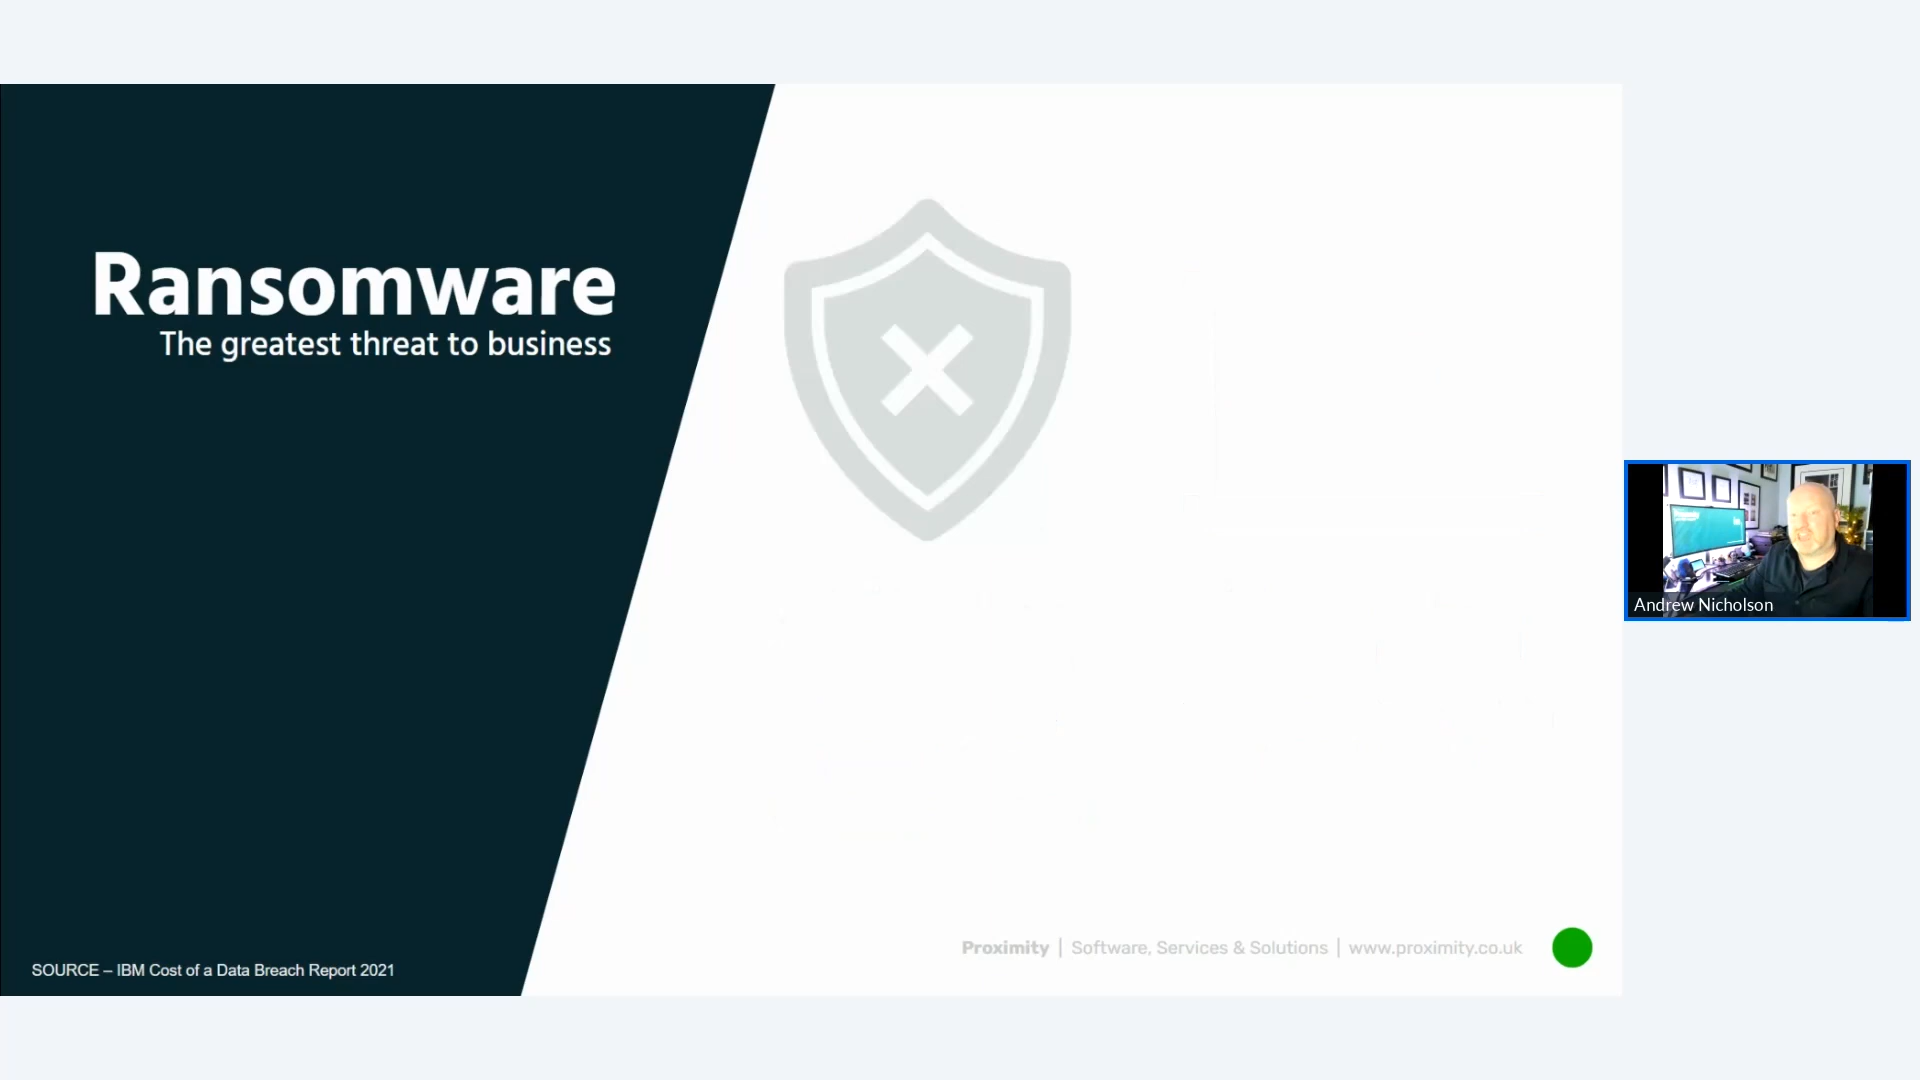 Ransomware
The greatest threat to business
Andrew Nicholson
SOURCE – IBM Cost of a Data Breach Report 2021
Proximity | Software, Services & Solutions | www.proximity.co.uk